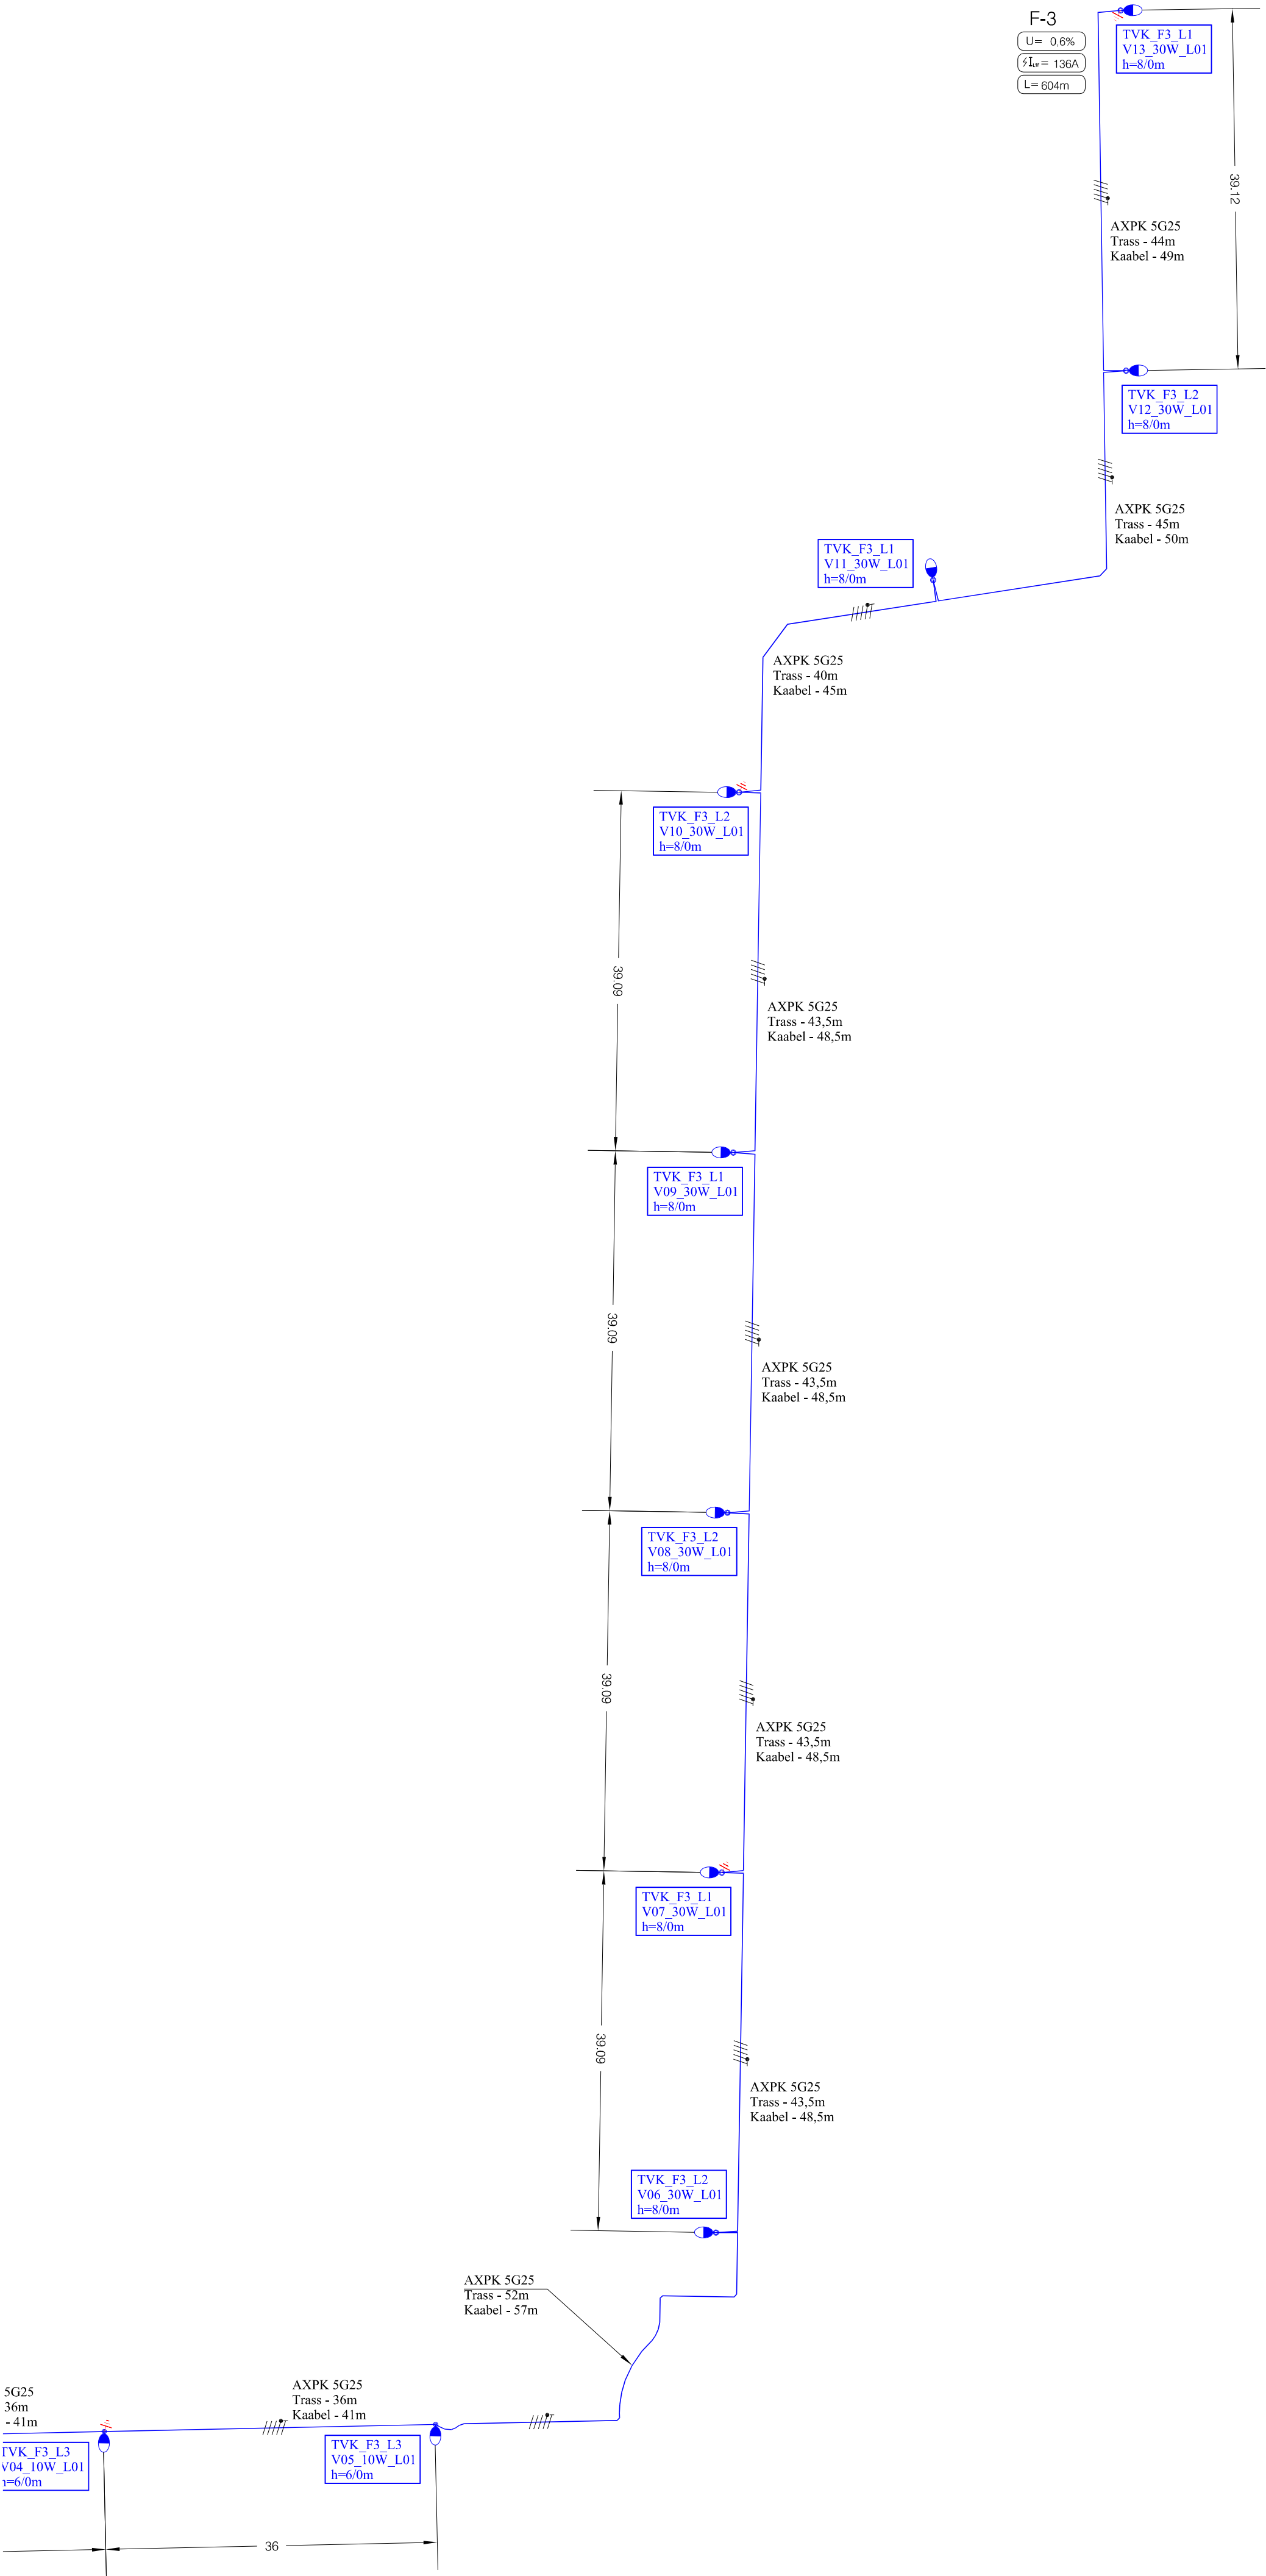 F-3
U= 0,6%
L= 604m
= 136A
TVK_F3_L1
V13_30W_L01
h=8/0m
39.12
AXPK 5G25
Trass - 44m
Kaabel - 49m
TVK_F3_L2
V12_30W_L01
h=8/0m
AXPK 5G25
Trass - 45m
Kaabel - 50m
TVK_F3_L1
V11_30W_L01
h=8/0m
AXPK 5G25
Trass - 40m
Kaabel - 45m
TVK_F3_L2
V10_30W_L01
h=8/0m
39.09
AXPK 5G25
Trass - 43,5m
Kaabel - 48,5m
TVK_F3_L1
V09_30W_L01
h=8/0m
39.09
AXPK 5G25
Trass - 43,5m
Kaabel - 48,5m
TVK_F3_L2
V08_30W_L01
h=8/0m
39.09
AXPK 5G25
Trass - 43,5m
Kaabel - 48,5m
TVK_F3_L1
V07_30W_L01
h=8/0m
39.09
AXPK 5G25
Trass - 43,5m
Kaabel - 48,5m
TVK_F3_L2
V06_30W_L01
h=8/0m
AXPK 5G25
Trass - 52m
Kaabel - 57m
5G25
36m
- 41m
AXPK 5G25
Trass - 36m
Kaabel - 41m
TVK_F3_L3
V04_10W_L01
h=6/0m
TVK_F3_L3
V05_10W_L01
h=6/0m
36